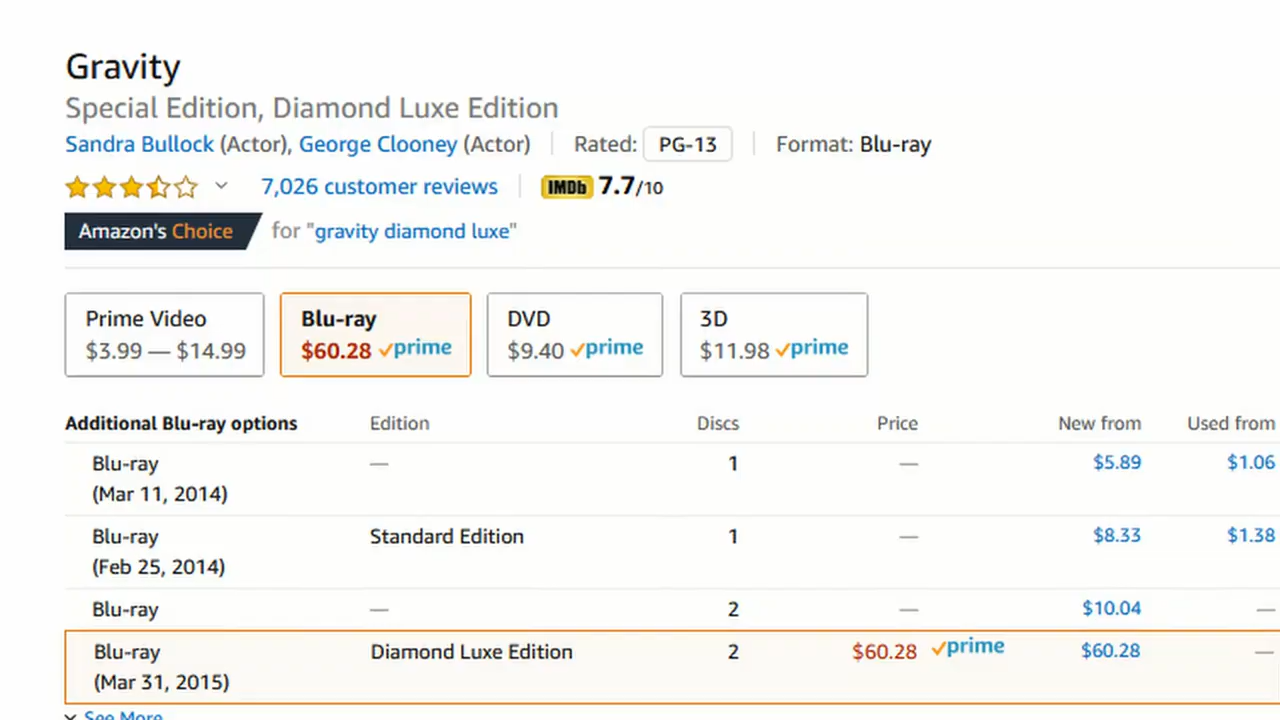 Gravity
Special Edition, Diamond Luxe Edition
Sandra Bullock (Actor), George Clooney (Actor) Rated: PG-13 Format: Blu-ray
7,026 customer reviews IMDb 7.7/10
Amazon's Choice for "gravity diamond luxe"
Prime Video Blu-ray DVD 3D
$3.99 — $14.99 $60.28 prime $9.40 prime $11.98 prime
Additional Blu-ray options Edition Discs Price New from Used from
Blu-ray — 1 — $5.89 $1.06
(Mar 11, 2014)
Blu-ray Standard Edition 1 — $8.33 $1.38
(Feb 25, 2014)
Blu-ray — 2 — $10.04 —
Blu-ray Diamond Luxe Edition 2 $60.28 prime $60.28 —
(Mar 31, 2015)
See More